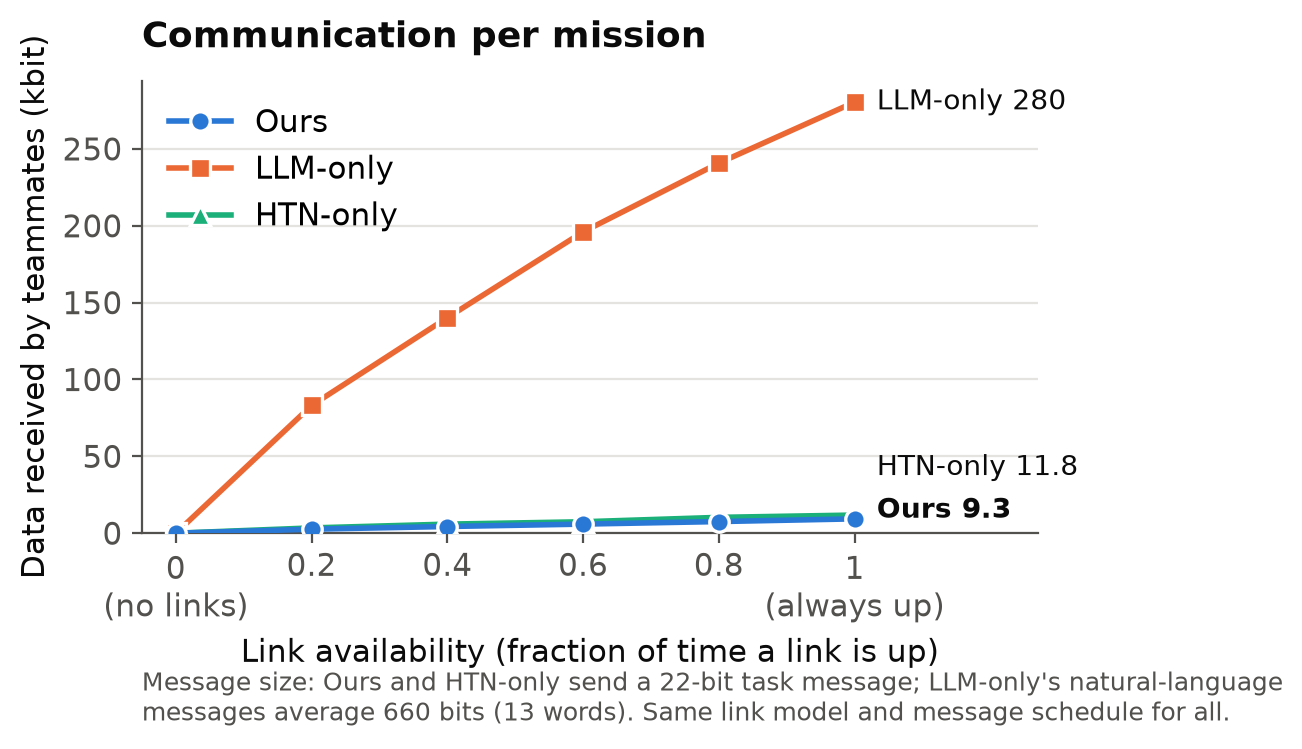 Communication per mission
Data received by teammates (kbit)
Ours
LLM-only
HTN-only
250
200
150
100
50
0
LLM-only 280
HTN-only 11.8
Ours 9.3
0
(no links)
0.2
0.4
0.6
0.8
1
(always up)
Link availability (fraction of time a link is up)
Message size: Ours and HTN-only send a 22-bit task message; LLM-only's natural-language
messages average 660 bits (13 words). Same link model and message schedule for all.